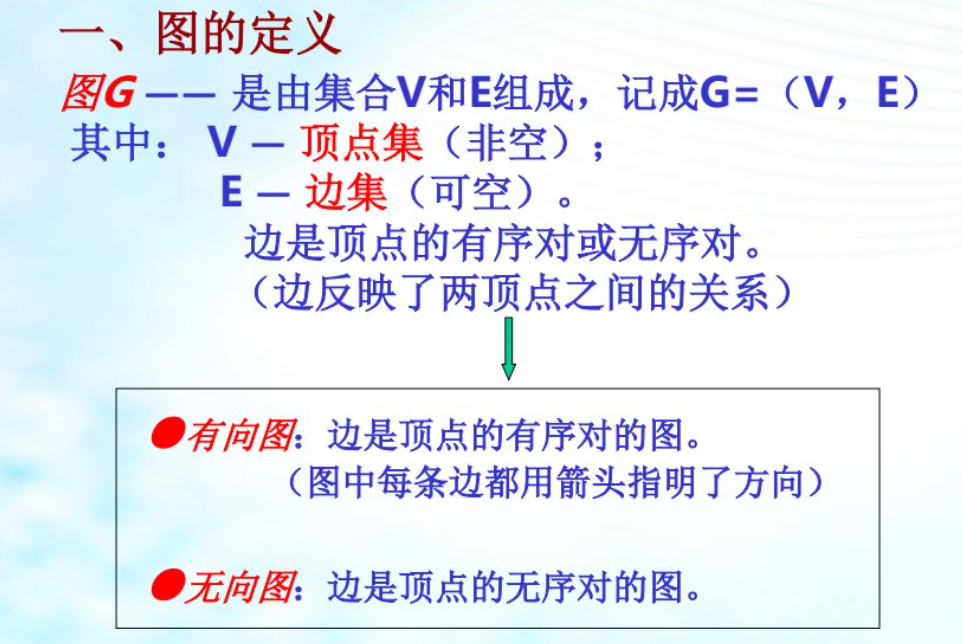 一、图的定义
图G —— 是由集合V和E组成，记成G=（V，E）
其中： V — 顶点集（非空）；
E — 边集（可空）。
边是顶点的有序对或无序对。
（边反映了两顶点之间的关系）
●有向图：边是顶点的有序对的图。
（图中每条边都用箭头指明了方向）
●无向图：边是顶点的无序对的图。